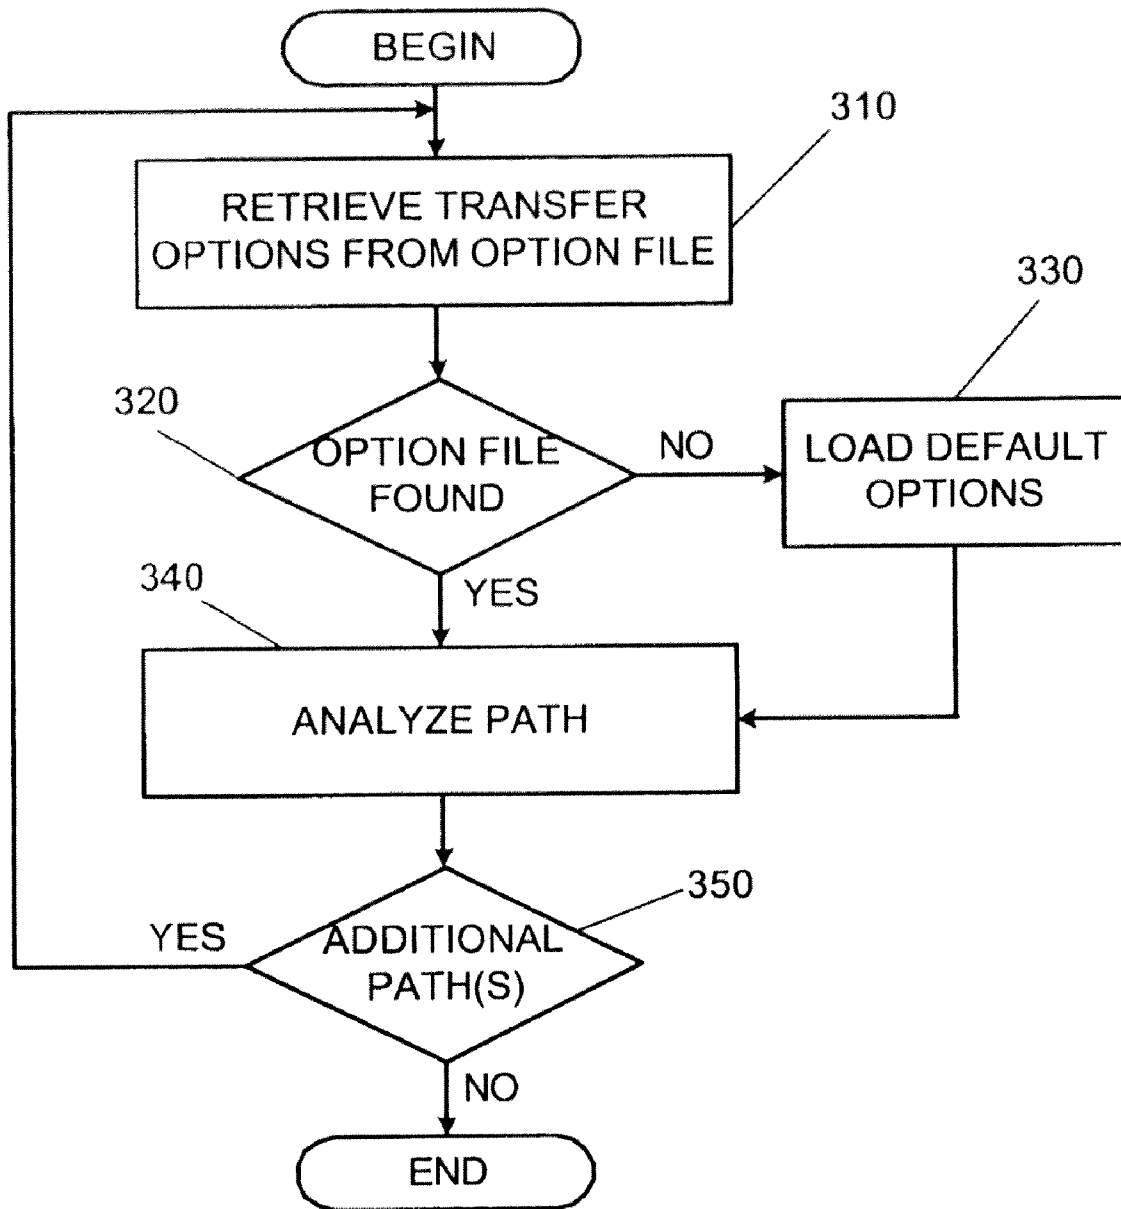 BEGIN
310
RETRIEVE TRANSFER
OPTIONS FROM OPTION FILE
330
320
OPTION FILE
FOUND
NO
LOAD DEFAULT
OPTIONS
340
YES
ANALYZE PATH
350
YES
ADDITIONAL
PATH(S)
NO
END